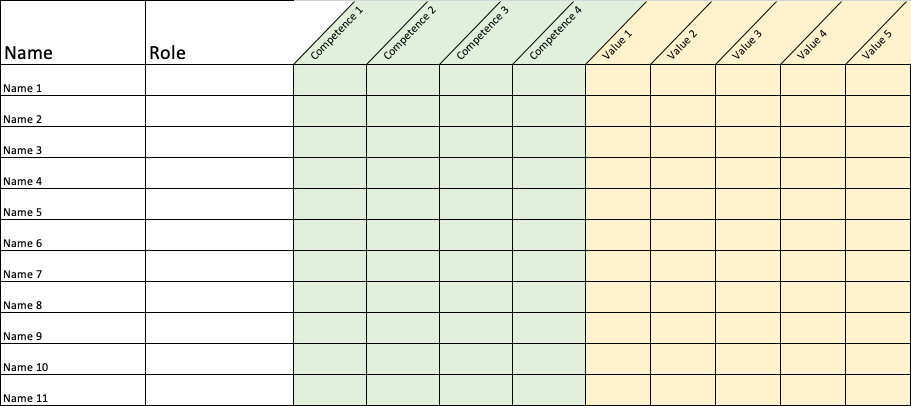 Name
Role
Competence 1
Competence 2
Competence 3
Competence 4
Value 1
Value 2
Value 3
Value 4
Value 5
Name 1
Name 2
Name 3
Name 4
Name 5
Name 6
Name 7
Name 8
Name 9
Name 10
Name 11